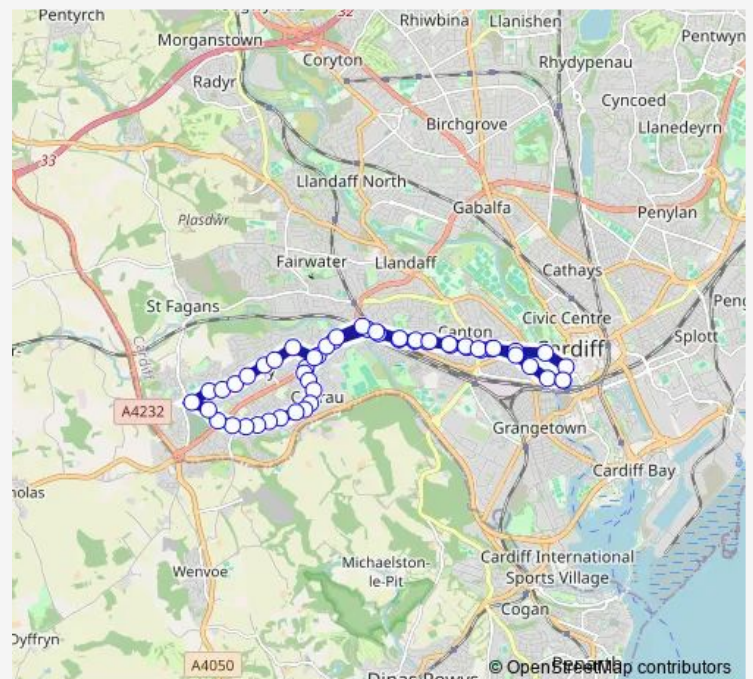 Pentyrch
Rhiwbina
Llanishen
32
Morganstown
Coryton
Pentwyn
Rhydypenau
Radyr
Cyncoed
Birchgrove
Llanedeyrn
33
Llandaff North
Plasdŵr
Gabalfa
Penylan
Fairwater
Llandaff
Cathays
St Fagans
Civic Centre
Canton
Splott
Cardiff
A4232
Grangetown
Cardiff Bay
Wenvoe
Michaelston-
le-Pit
Cardiff International
Sports Village
Cogan
A4050
© OpenStreetMap contributors